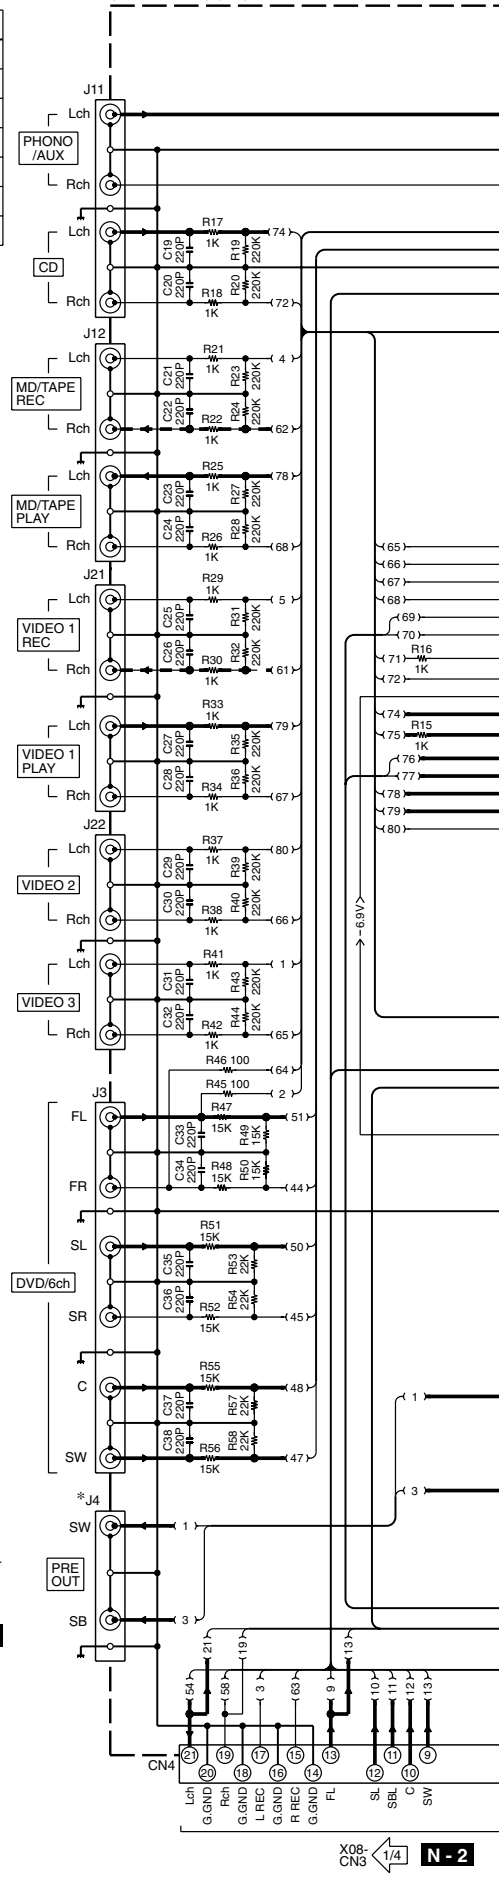 J11
Lch
PHONO
/AUX
Rch
Lch
CD
Rch
C19
220P
C20
220P
R17
1K
R18
1K
R19
220K
R20
220K
74
72
J12
Lch
MD/TAPE
REC
Rch
C21
220P
C22
220P
R21
1K
R22
1K
R23
220K
R24
220K
4
62
Lch
MD/TAPE
PLAY
Rch
C23
220P
C24
220P
R25
1K
R26
1K
R27
220K
R28
220K
78
68
J21
Lch
VIDEO 1
REC
Rch
C25
220P
C26
220P
R29
1K
R30
1K
R31
220K
R32
220K
5
61
Lch
VIDEO 1
PLAY
Rch
C27
220P
C28
220P
R33
1K
R34
1K
R35
220K
R36
220K
79
67
65
66
67
68
69
70
71
R16
1K
72
74
75
R15
1K
76
77
78
79
80
-6.9V
J22
Lch
VIDEO 2
Rch
C29
220P
C30
220P
R37
1K
R38
1K
R39
220K
R40
220K
80
66
Lch
VIDEO 3
Rch
C31
220P
C32
220P
R41
1K
R42
1K
R43
220K
R44
220K
1
65
R46 100
64
R45 100
2
J3
FL
FR
C33
220P
C34
220P
R47
15K
R48
15K
R49
15K
R50
15K
51
44
SL
DVD/6ch
SR
C35
220P
C36
220P
R51
15K
R52
15K
R53
22K
R54
22K
50
45
C
SW
C37
220P
C38
220P
R55
15K
R56
15K
R57
22K
R58
22K
48
47
1
3
*J4
SW
PRE
OUT
SB
1
3
21
19
13
54
58
3
63
9
10
11
12
13
CN4
21
20
19
18
17
16
15
14
13
12
11
10
9
Lch
G.GND
Rch
G.GND
L REC
G.GND
R REC
G.GND
FL
SL
SBL
C
SW
X08-
CN3
1/4
N - 2